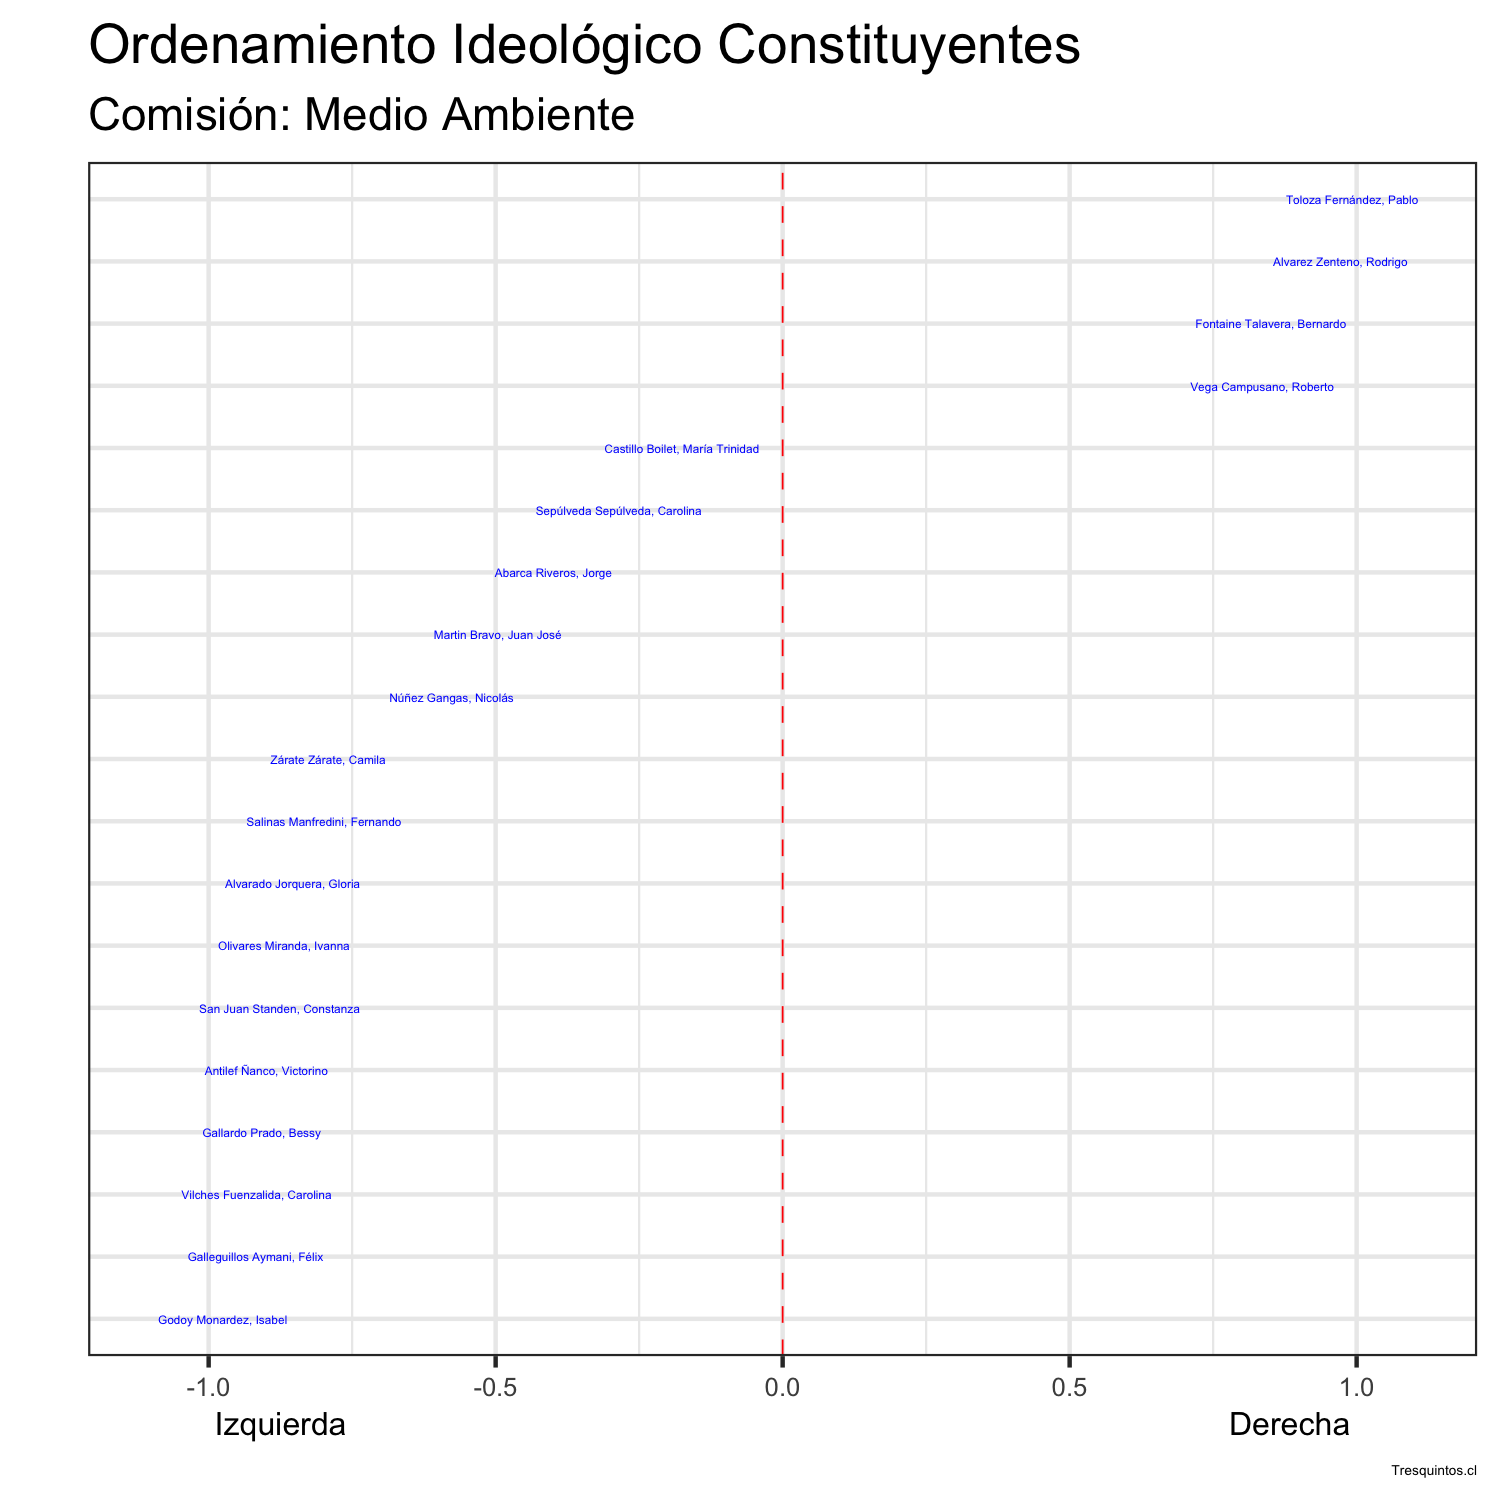 Ordenamiento Ideológico Constituyentes
Comisión: Medio Ambiente
Toloza Fernández, Pablo
Alvarez Zenteno, Rodrigo
Fontaine Talavera, Bernardo
Vega Campusano, Roberto
Castillo Boilet, María Trinidad
Sepúlveda Sepúlveda, Carolina
Abarca Riveros, Jorge
Martin Bravo, Juan José
Núñez Gangas, Nicolás
Zárate Zárate, Camila
Salinas Manfredini, Fernando
Alvarado Jorquera, Gloria
Olivares Miranda, Ivanna
San Juan Standen, Constanza
Antilef Ñanco, Victorino
Gallardo Prado, Bessy
Vilches Fuenzalida, Carolina
Galleguillos Aymani, Félix
Godoy Monardez, Isabel
-1.0 -0.5 0.0 0.5 1.0
Izquierda Derecha
Tresquintos.cl